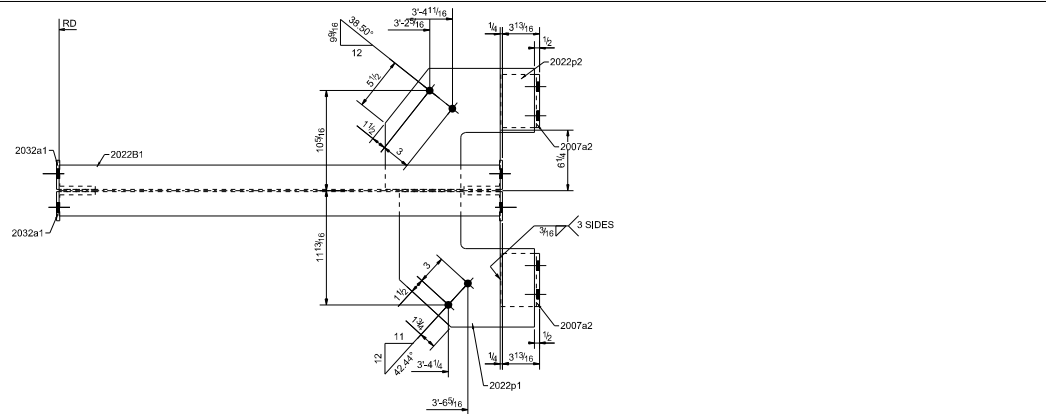 3'-4 11/16
3'-2 5/16
RD
38.50°
9 9/16
12
1/4
3 13/16
1/2
2022p2
5 1/2
1 1/2
3
10 5/16
2032a1
2022B1
2007a2
6 1/4
2032a1
11 13/16
3/16
3 SIDES
3
1 1/2
1 3/4
11
12
42.44°
3'-4 1/4
2007a2
1/2
1/4
3 13/16
2022p1
3'-6 5/16